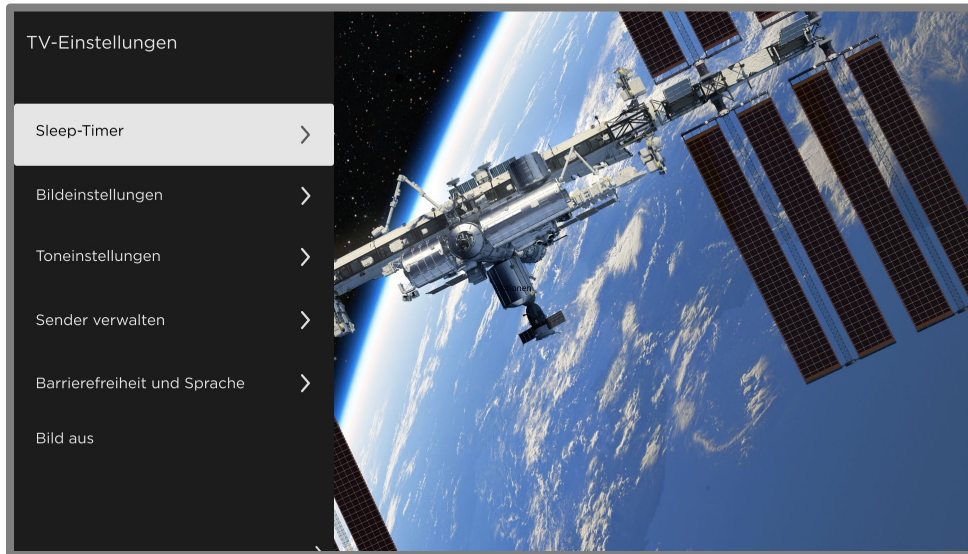 TV-Einstellungen
Sleep-Timer
Bildeinstellungen
Toneinstellungen
Sender verwalten
Barrierefreiheit und Sprache
Bild aus